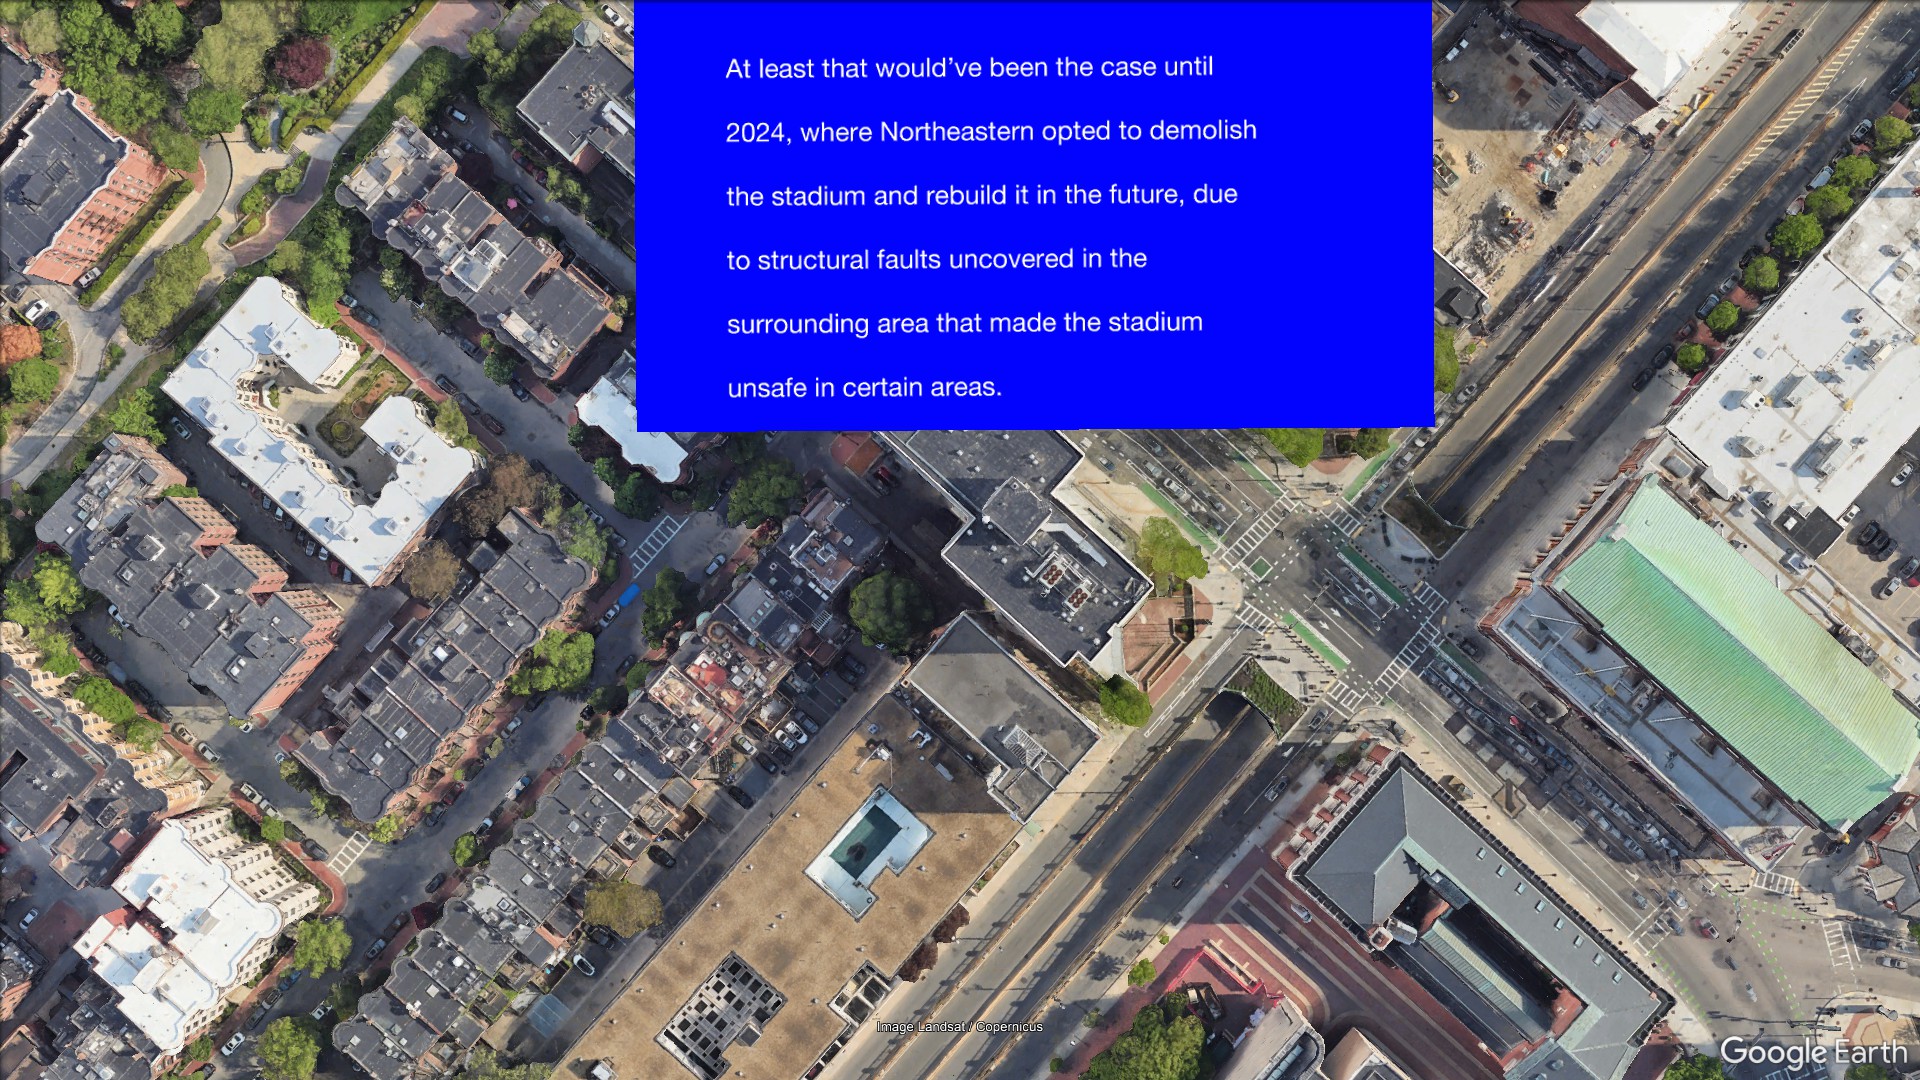 At least that would’ve been the case until
2024, where Northeastern opted to demolish
the stadium and rebuild it in the future, due
to structural faults uncovered in the
surrounding area that made the stadium
unsafe in certain areas.
Image Landsat / Copernicus
Google Earth